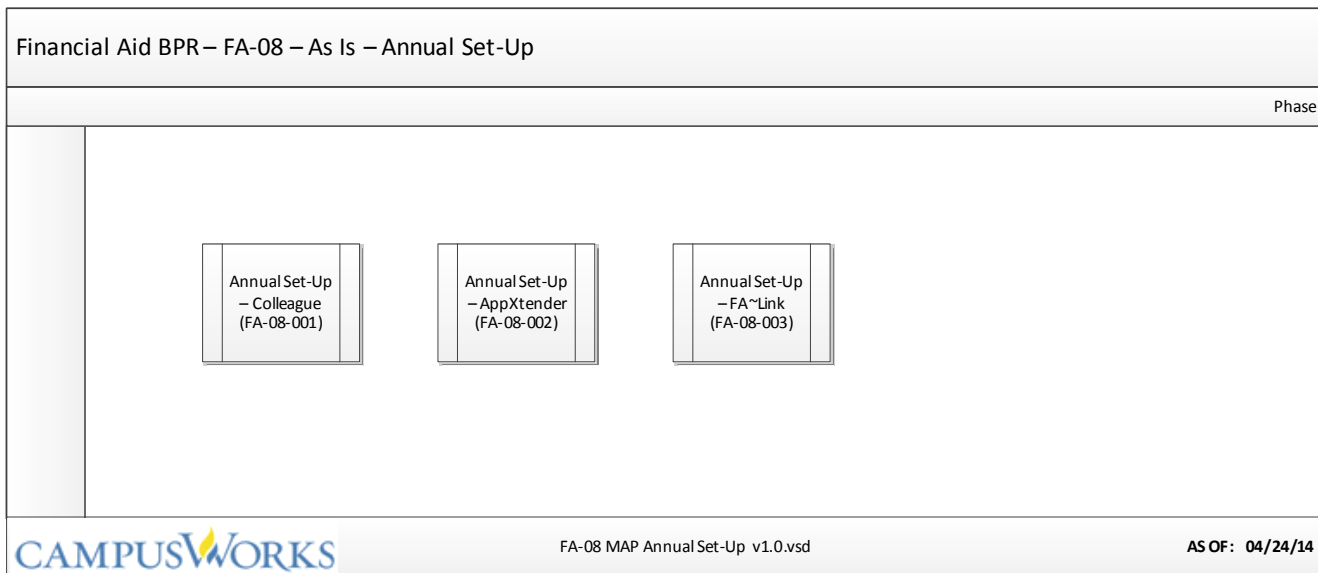 Financial Aid BPR – FA-08 – As Is – Annual Set-Up
Phase
Annual Set-Up
– Colleague
(FA-08-001)
Annual Set-Up
– AppXtender
(FA-08-002)
Annual Set-Up
– FA~Link
(FA-08-003)
CAMPUSWORKS
FA-08 MAP Annual Set-Up v1.0.vsd
AS OF: 04/24/14